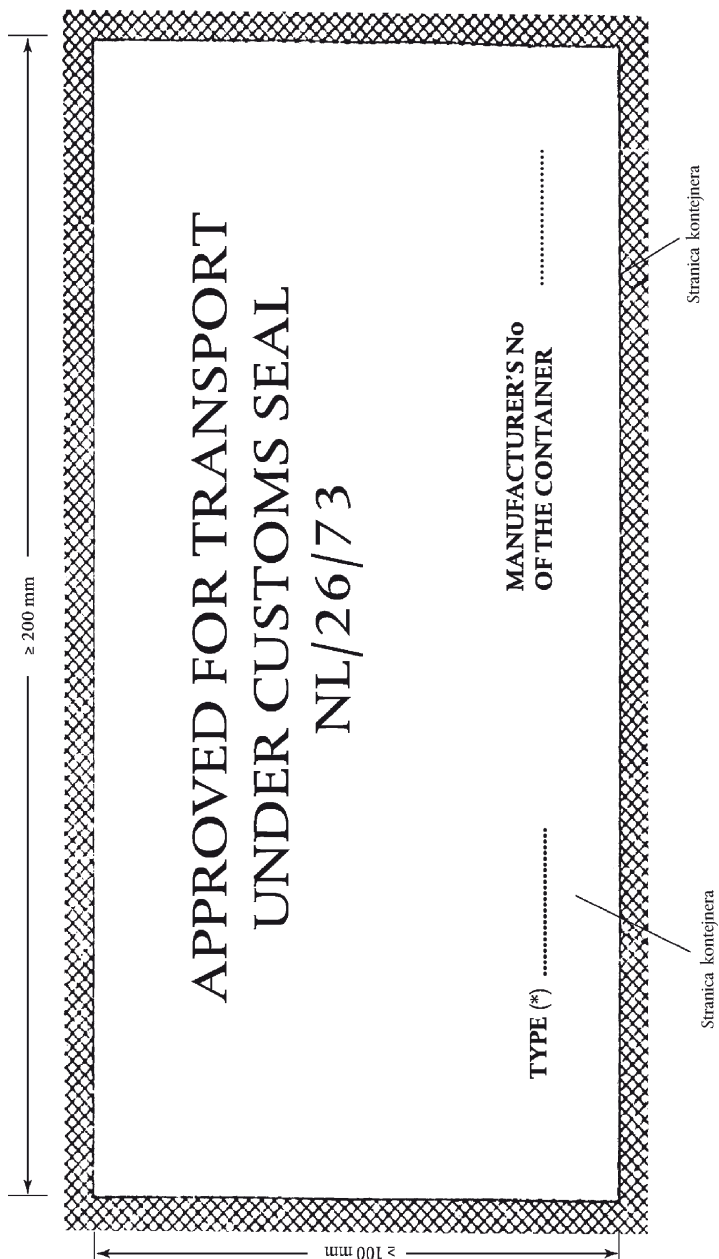 ≥ 200 mm
APPROVED FOR TRANSPORT
UNDER CUSTOMS SEAL
NL/26/73
TYPE (*) ........................
MANUFACTURER'S No
OF THE CONTAINER ........................
≥ 100 mm
Stranica kontejnera
Stranica kontejnera